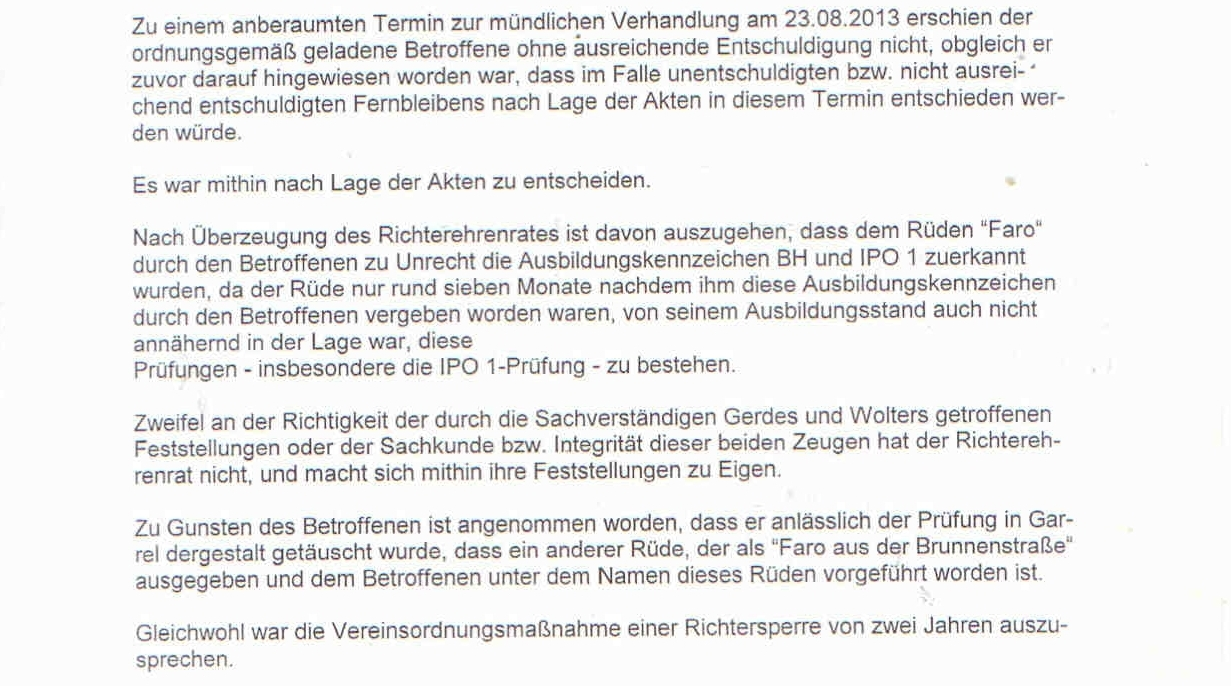 Zu einem anberaumten Termin zur mündlichen Verhandlung am 23.08.2013 erschien der
ordnungsgemäß geladene Betroffene ohne ausreichende Entschuldigung nicht, obgleich er
zuvor darauf hingewiesen worden war, dass im Falle unentschuldigten bzw. nicht ausrei-
chend entschuldigten Fernbleibens nach Lage der Akten in diesem Termin entschieden wer-
den würde.
Es war mithin nach Lage der Akten zu entscheiden.
Nach Überzeugung des Richterehrenrates ist davon auszugehen, dass dem Rüden “Faro“
durch den Betroffenen zu Unrecht die Ausbildungskennzeichen BH und IPO 1 zuerkannt
wurden, da der Rüde nur rund sieben Monate nachdem ihm diese Ausbildungskennzeichen
durch den Betroffenen vergeben worden waren, von seinem Ausbildungsstand auch nicht
annähernd in der Lage war, diese
Prüfungen - insbesondere die IPO 1-Prüfung - zu bestehen.
Zweifel an der Richtigkeit der durch die Sachverständigen Gerdes und Wolters getroffenen
Feststellungen oder der Sachkunde bzw. Integrität dieser beiden Zeugen hat der Richtereh-
renrat nicht, und macht sich mithin ihre Feststellungen zu Eigen.
Zu Gunsten des Betroffenen ist angenommen worden, dass er anlässlich der Prüfung in Gar-
rel dergestalt getäuscht wurde, dass ein anderer Rüde, der als “Faro aus der Brunnenstraße“
ausgegeben und dem Betroffenen unter dem Namen dieses Rüden vorgeführt worden ist.
Gleichwohl war die Vereinsordnungsmaßnahme einer Richtersperre von zwei Jahren auszu-
sprechen.